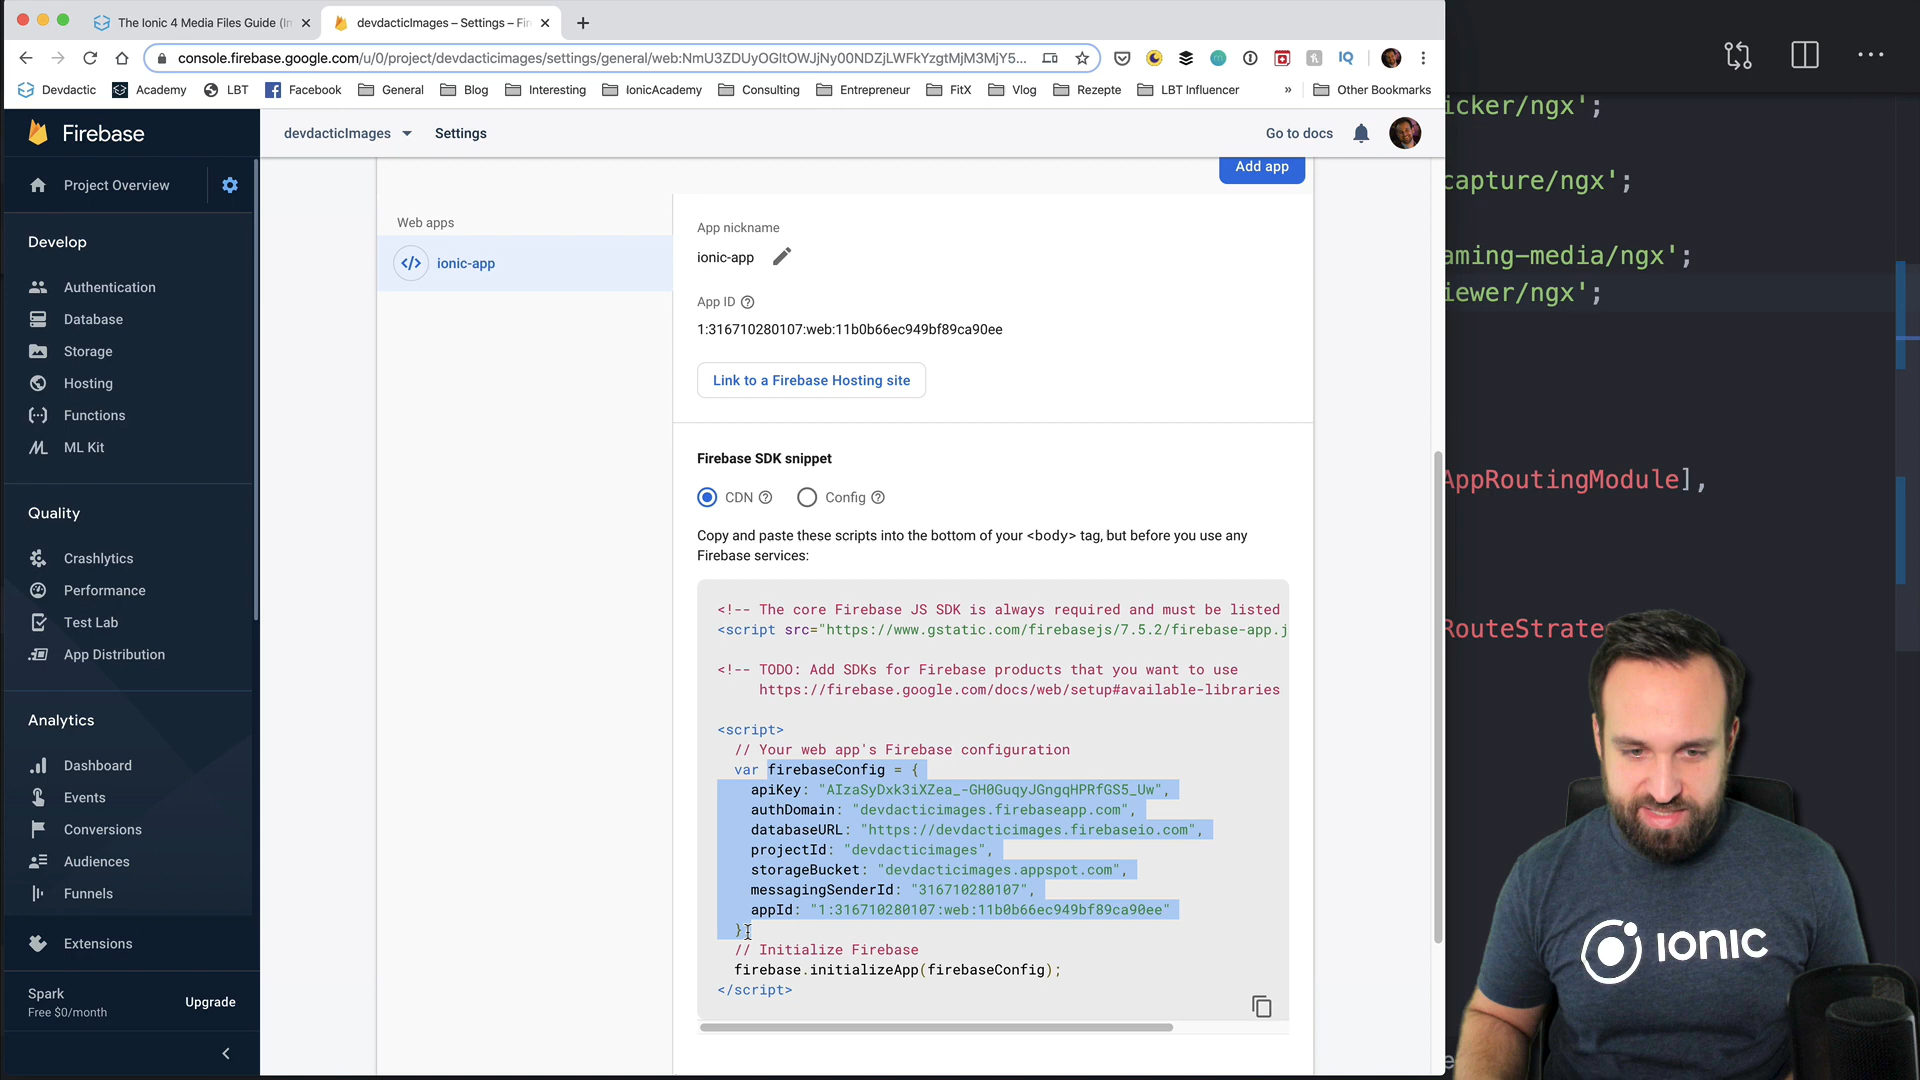 The Ionic 4 Media Files Guide (In
devdacticImages – Settings – Fir
console.firebase.google.com/u/0/project/devdacticimages/settings/general/web:NmU3ZDUyOGItOWJjNy00NDZjLWFkYzgtMjM3MjY5...
Devdactic
Academy
LBT
Facebook
General
Blog
Interesting
IonicAcademy
Consulting
Entrepreneur
FitX
Vlog
Rezepte
LBT Influencer
»
Other Bookmarks
Firebase
devdacticImages
Settings
Go to docs
Project Overview
Develop
Authentication
Database
Storage
Hosting
Functions
ML Kit
Quality
Crashlytics
Performance
Test Lab
App Distribution
Analytics
Dashboard
Events
Conversions
Audiences
Funnels
Extensions
Spark
Free $0/month
Upgrade
Add app
Web apps
ionic-app
App nickname
ionic-app
App ID
1:316710280107:web:11b0b66ec949bf89ca90ee
Link to a Firebase Hosting site
Firebase SDK snippet
CDN
Config
Copy and paste these scripts into the bottom of your <body> tag, but before you use any
Firebase services:
<!-- The core Firebase JS SDK is always required and must be listed
<script src="https://www.gstatic.com/firebasejs/7.5.2/firebase-app.j
<!-- TODO: Add SDKs for Firebase products that you want to use
https://firebase.google.com/docs/web/setup#available-libraries
<script>
// Your web app's Firebase configuration
var firebaseConfig = {
apiKey: "AIzaSyDxk3iXZea_-GH0GuqyJGngqHPRfGS5_Uw",
authDomain: "devdacticimages.firebaseapp.com",
databaseURL: "https://devdacticimages.firebaseio.com",
projectId: "devdacticimages",
storageBucket: "devdacticimages.appspot.com",
messagingSenderId: "316710280107",
appId: "1:316710280107:web:11b0b66ec949bf89ca90ee"
};
// Initialize Firebase
firebase.initializeApp(firebaseConfig);
</script>
icker/ngx';
capture/ngx';
aming-media/ngx';
iewer/ngx';
AppRoutingModule],
RouteStrate
IONIC